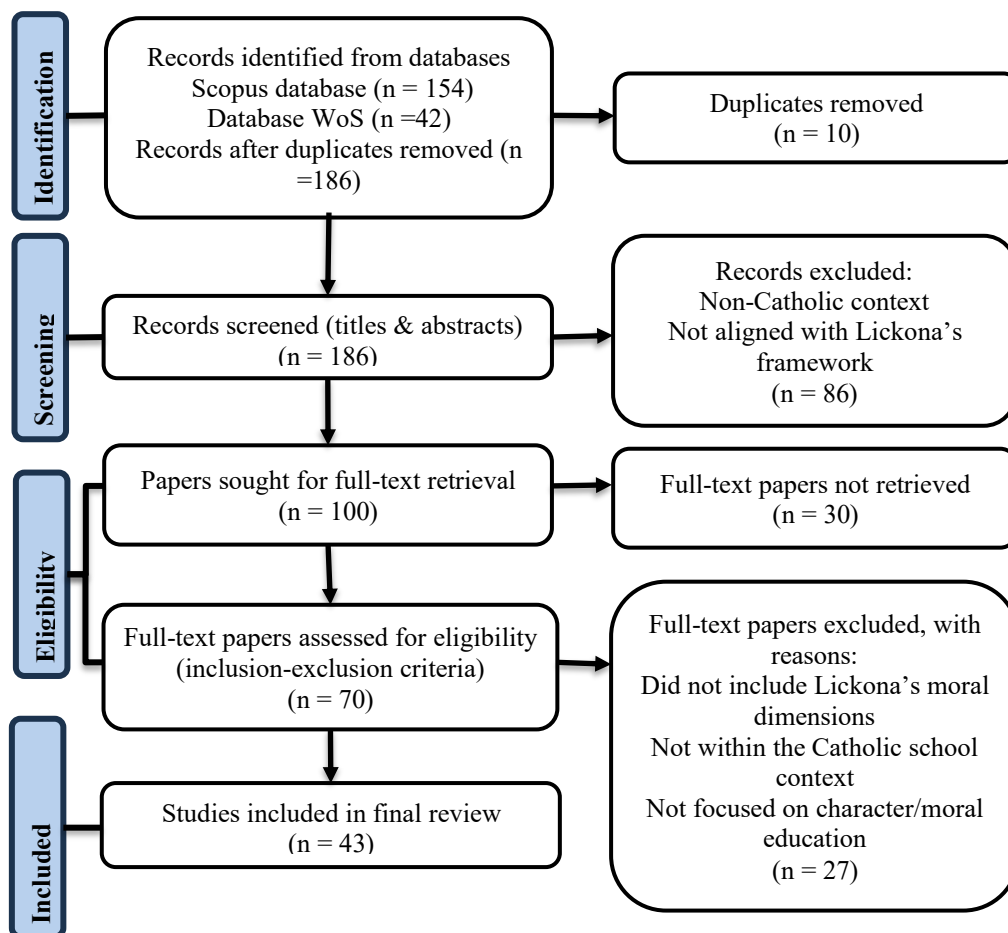 Identification
Records identified from databases
Scopus database (n = 154)
Database WoS (n =42)
Records after duplicates removed (n
=186)
Duplicates removed
(n = 10)
Screening
Records screened (titles & abstracts)
(n = 186)
Records excluded:
Non-Catholic context
Not aligned with Lickona’s
framework
(n = 86)
Eligibility
Papers sought for full-text retrieval
(n = 100)
Full-text papers not retrieved
(n = 30)
Full-text papers assessed for eligibility
(inclusion-exclusion criteria)
(n = 70)
Full-text papers excluded, with
reasons:
Did not include Lickona’s moral
dimensions
Not within the Catholic school
context
Not focused on character/moral
education
(n = 27)
Included
Studies included in final review
(n = 43)